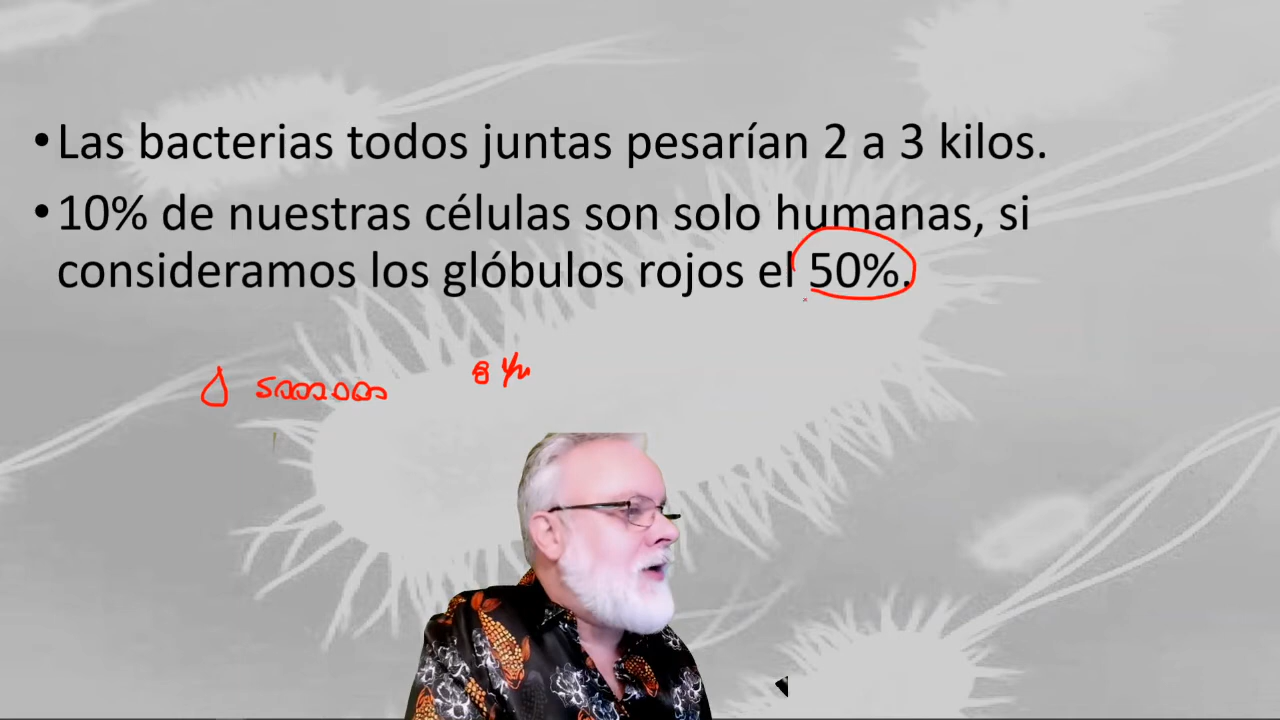 • Las bacterias todos juntas pesarían 2 a 3 kilos.
• 10% de nuestras células son solo humanas, si
consideramos los glóbulos rojos el 50%.